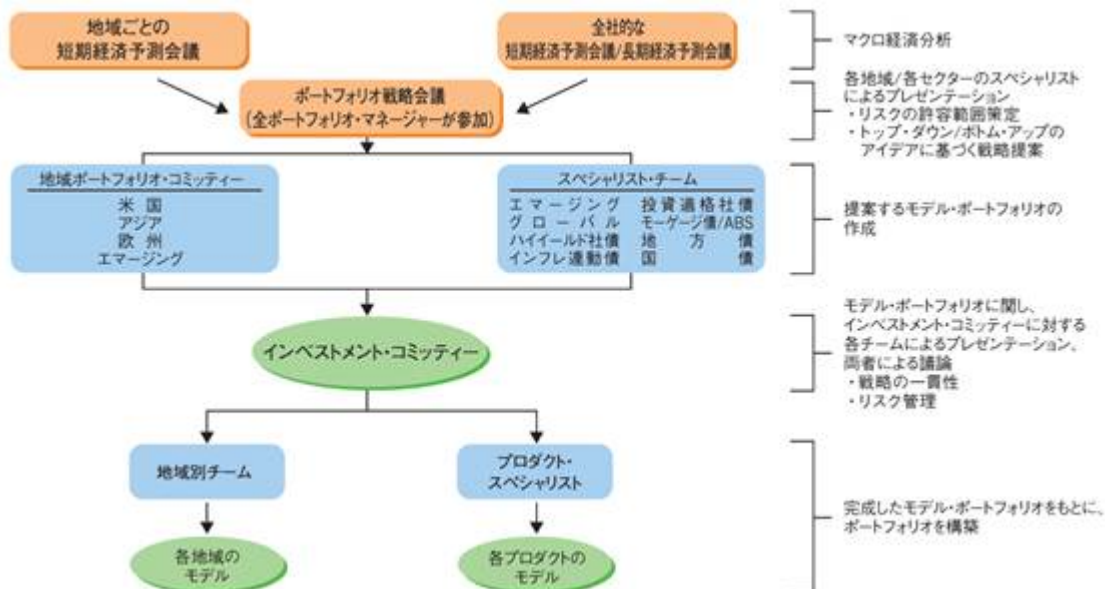 地域ごとの
短期経済予測会議
全社的な
短期経済予測会議/長期経済予測会議
マクロ経済分析
ポートフォリオ戦略会議
(全ポートフォリオ・マネージャーが参加)
各地域/各セクターのスペシャリスト
によるプレゼンテーション
・リスクの許容範囲策定
・トップ・ダウン/ボトム・アップの
アイデアに基づく戦略提案
地域ポートフォリオ・コミッティー
米国
アジア
欧州
エマージング
スペシャリスト・チーム
エマージング 投資適格社債
グローバル モーゲージ債/ABS
ハイイールド社債 地方債
インフレ連動債 国債
提案するモデル・ポートフォリオの
作成
インベストメント・コミッティー
モデル・ポートフォリオに関し、
インベストメント・コミッティーに対する
各チームによるプレゼンテーション、
両者による議論
・戦略の一貫性
・リスク管理
地域別チーム
プロダクト・
スペシャリスト
各地域の
モデル
各プロダクトの
モデル
完成したモデル・ポートフォリオをもとに、
ポートフォリオを構築